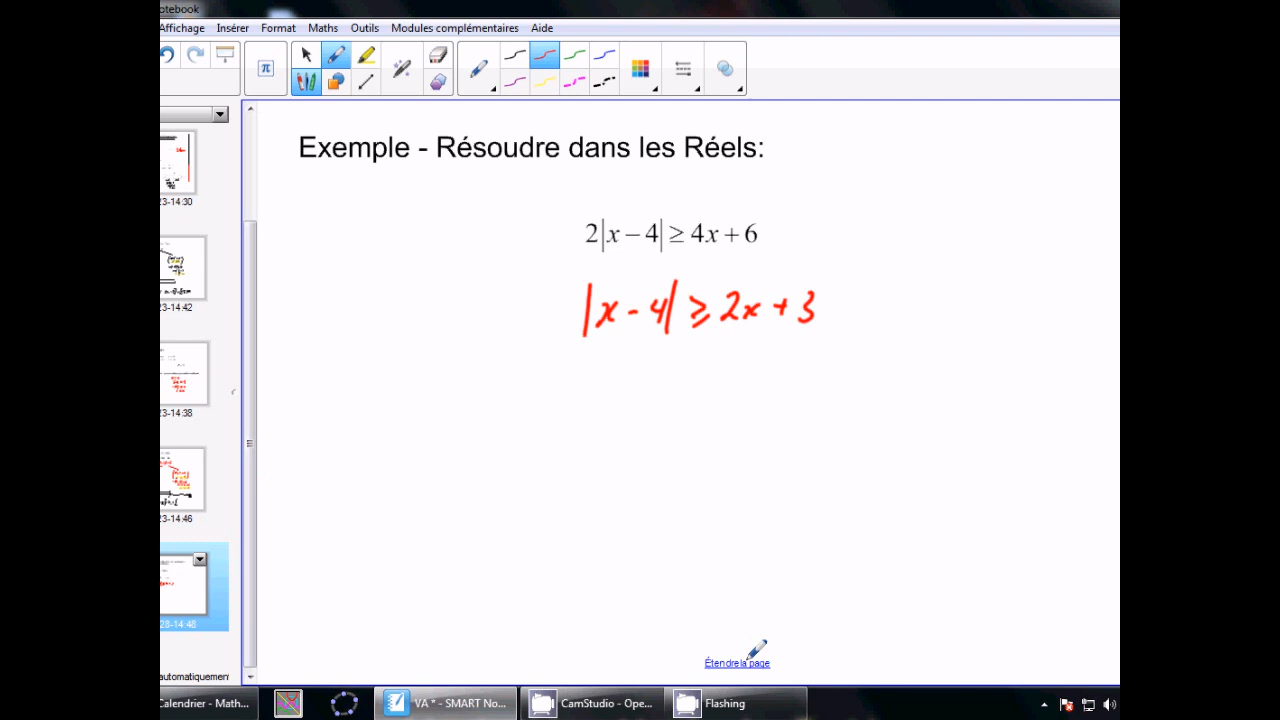 otebook
Affichage Insérer Format Maths Outils Modules complémentaires Aide
π
Exemple - Résoudre dans les Réels:
2|x − 4| ≥ 4x + 6
|x - 4| ≥ 2x + 3
23-14:30
23-14:42
23-14:38
23-14:46
28-14:48
automatiquement
Étendre la page
Calendrier - Math...
VA * - SMART No...
CamStudio - Ope...
Flashing